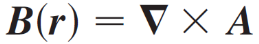 B(r) = ∇ × A